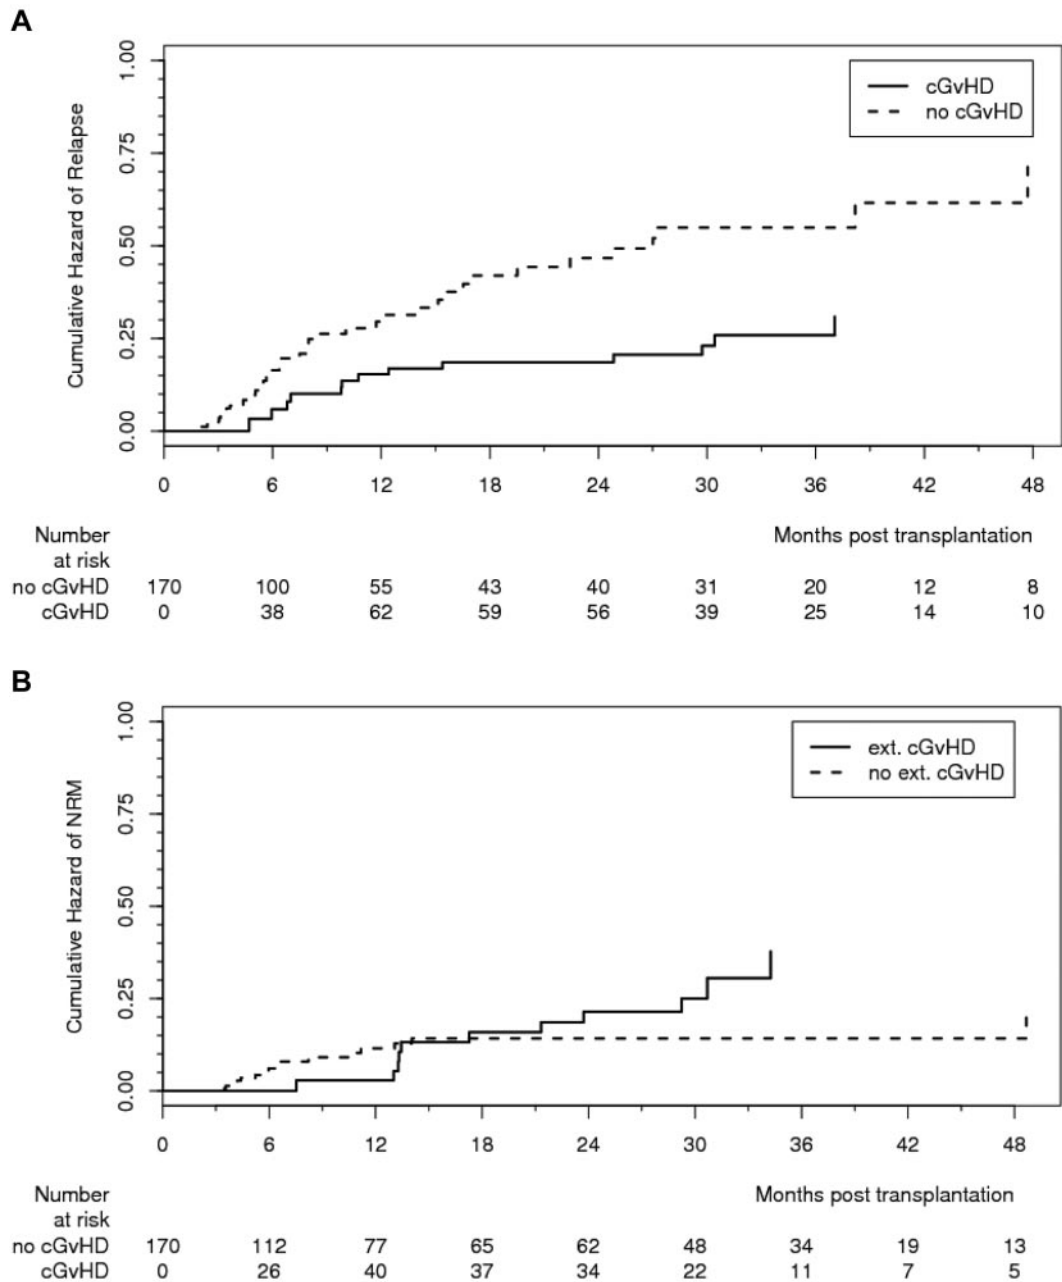 A
Cumulative Hazard of Relapse
1.00
0.75
0.50
0.25
0.00
cGvHD
no cGvHD
0 6 12 18 24 30 36 42 48
Number Months post transplantation
at risk
no cGvHD 170 100 55 43 40 31 20 12 8
cGvHD 0 38 62 59 56 39 25 14 10
B
Cumulative Hazard of NRM
1.00
0.75
0.50
0.25
0.00
ext. cGvHD
no ext. cGvHD
0 6 12 18 24 30 36 42 48
Number Months post transplantation
at risk
no cGvHD 170 112 77 65 62 48 34 19 13
cGvHD 0 26 40 37 34 22 11 7 5